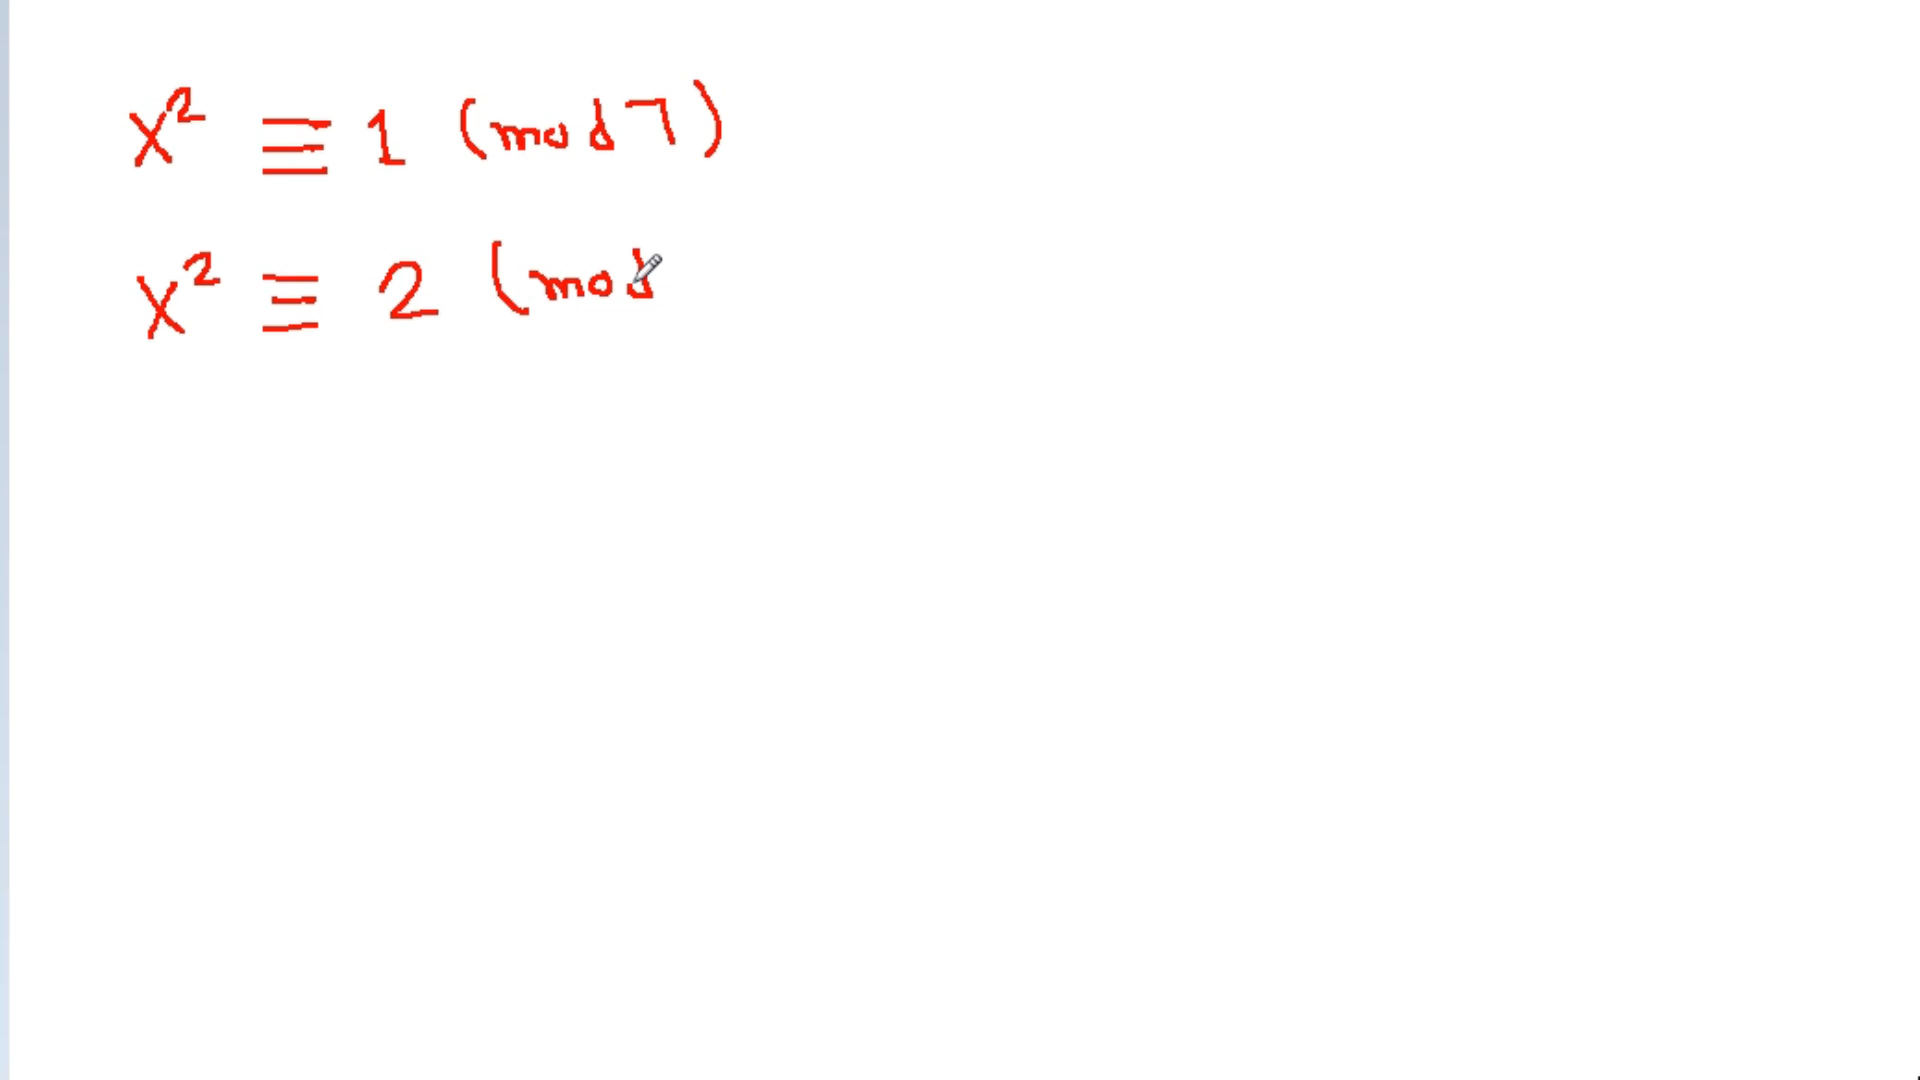 x² ≡ 1 (mod 7)
x² ≡ 2 (mod